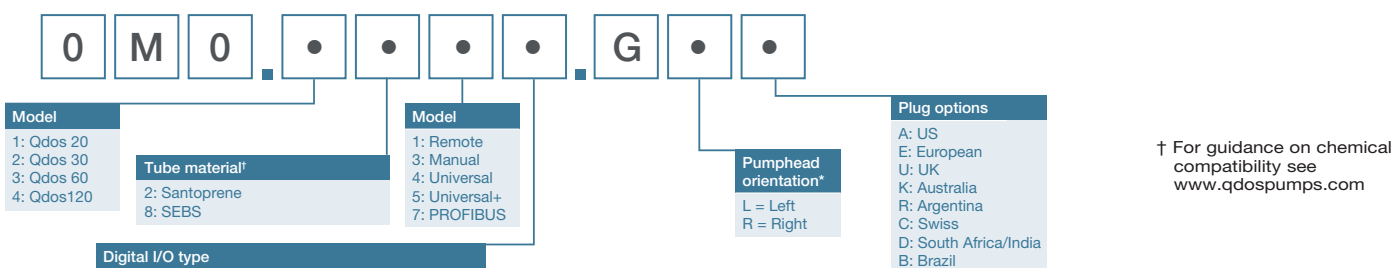 0 M 0 . • • • • . G • •
Model
1: Qdos 20
2: Qdos 30
3: Qdos 60
4: Qdos120
Tube material†
2: Santoprene
8: SEBS
Model
1: Remote
3: Manual
4: Universal
5: Universal+
7: PROFIBUS
Digital I/O type
Pumphead
orientation*
L = Left
R = Right
Plug options
A: US
E: European
U: UK
K: Australia
R: Argentina
C: Swiss
D: South Africa/India
B: Brazil
† For guidance on chemical
compatibility see
www.qdospumps.com